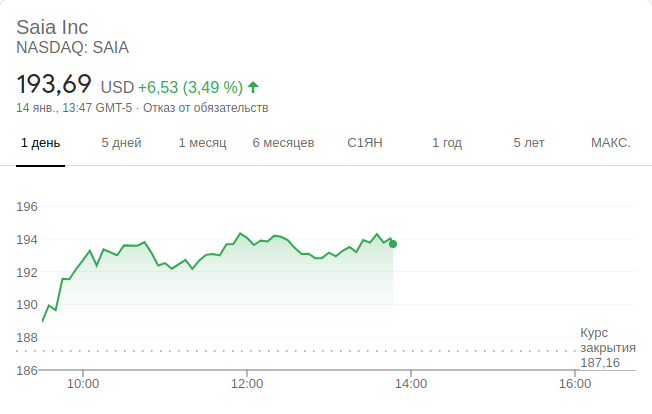 Saia Inc
NASDAQ: SAIA
193,69 USD +6,53 (3,49 %)
14 янв., 13:47 GMT-5 · Отказ от обязательств
1 день 5 дней 1 месяц 6 месяцев С1ЯН 1 год 5 лет МАКС.
196
194
192
190
188
Курс
закрытия
187,16
186
10:00 12:00 14:00 16:00